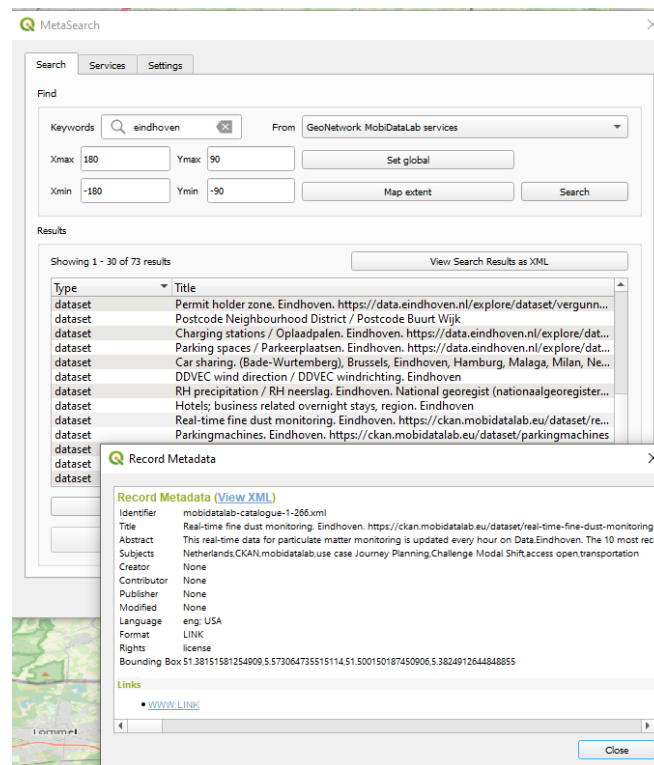 MetaSearch
Search Services Settings
Find
Keywords eindhoven From GeoNetwork MobiDataLab services
Xmax 180 Ymax 90 Set global
Xmin -180 Ymin -90 Map extent Search
Results
Showing 1 - 30 of 73 results View Search Results as XML
Type Title
dataset Permit holder zone. Eindhoven. https://data.eindhoven.nl/explore/dataset/vergunn...
dataset Postcode Neighbourhood District / Postcode Buurt Wijk
dataset Charging stations / Oplaadpalen. Eindhoven. https://data.eindhoven.nl/explore/dat...
dataset Parking spaces / Parkeerplaatsen. Eindhoven. https://data.eindhoven.nl/explore/dat...
dataset Car sharing. (Bade-Wurtemberg), Brussels, Eindhoven, Hamburg, Malaga, Milan, Ne...
dataset DDVEC wind direction / DDVEC windrichting. Eindhoven
dataset RH precipitation / RH neerslag. Eindhoven. National georegist (nationaalgeoregister...
dataset Hotels; business related overnight stays, region. Eindhoven
dataset Real-time fine dust monitoring. Eindhoven. https://ckan.mobidatalab.eu/dataset/re...
dataset Parkingmachines. Eindhoven. https://ckan.mobidatalab.eu/dataset/parkingmachines
dataset
dataset
dataset
Record Metadata
Record Metadata (View XML)
Identifier mobidatalab-catalogue-1-266.xml
Title Real-time fine dust monitoring. Eindhoven. https://ckan.mobidatalab.eu/dataset/real-time-fine-dust-monitoring
Abstract This real-time data for particulate matter monitoring is updated every hour on Data.Eindhoven. The 10 most rec
Subjects Netherlands,CKAN,mobidatalab,use case Journey Planning,Challenge Modal Shift,access open,transportation
Creator None
Contributor None
Publisher None
Modified None
Language eng; USA
Format LINK
Rights license
Bounding Box 51.38151581254909,5.573064735515114,51.500150187450906,5.3824912644848855
Links
WWW:LINK
Lommel
Close